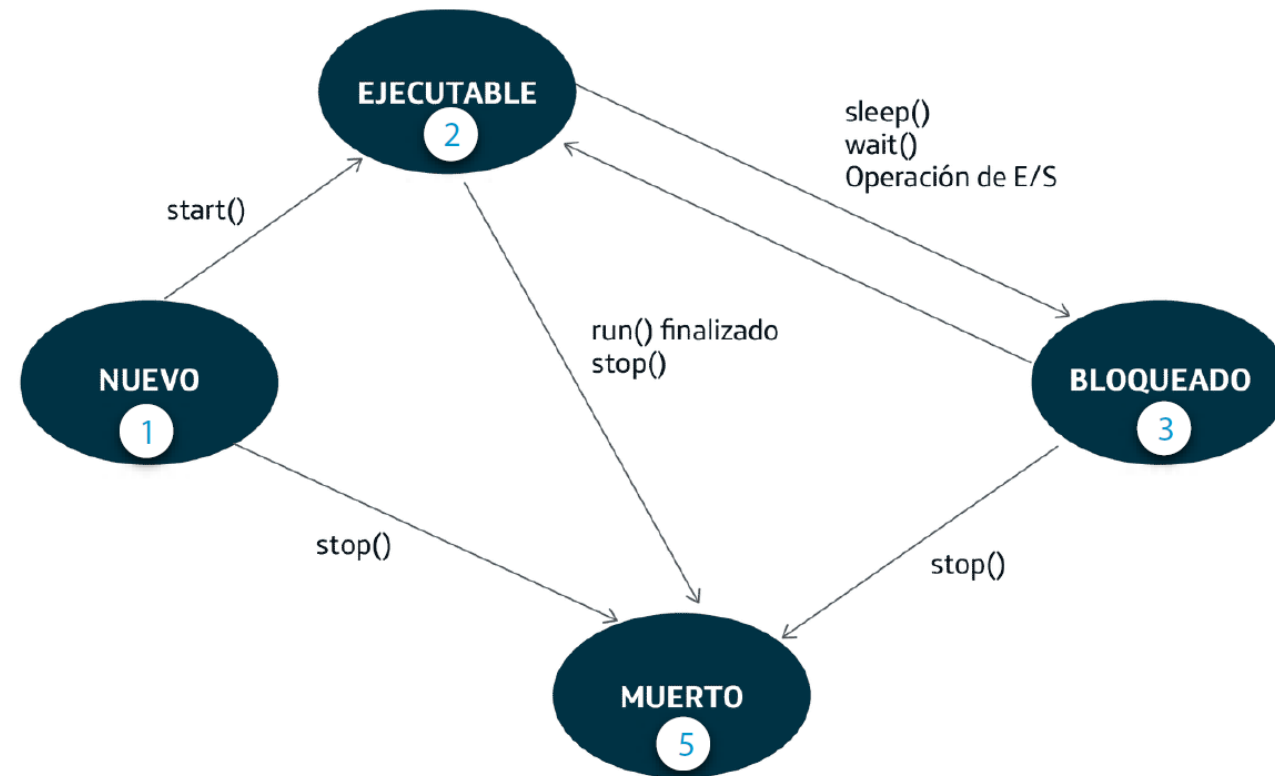 EJECUTABLE
2
sleep()
wait()
Operación de E/S
start()
run() finalizado
stop()
NUEVO
1
BLOQUEADO
3
stop()
stop()
MUERTO
5